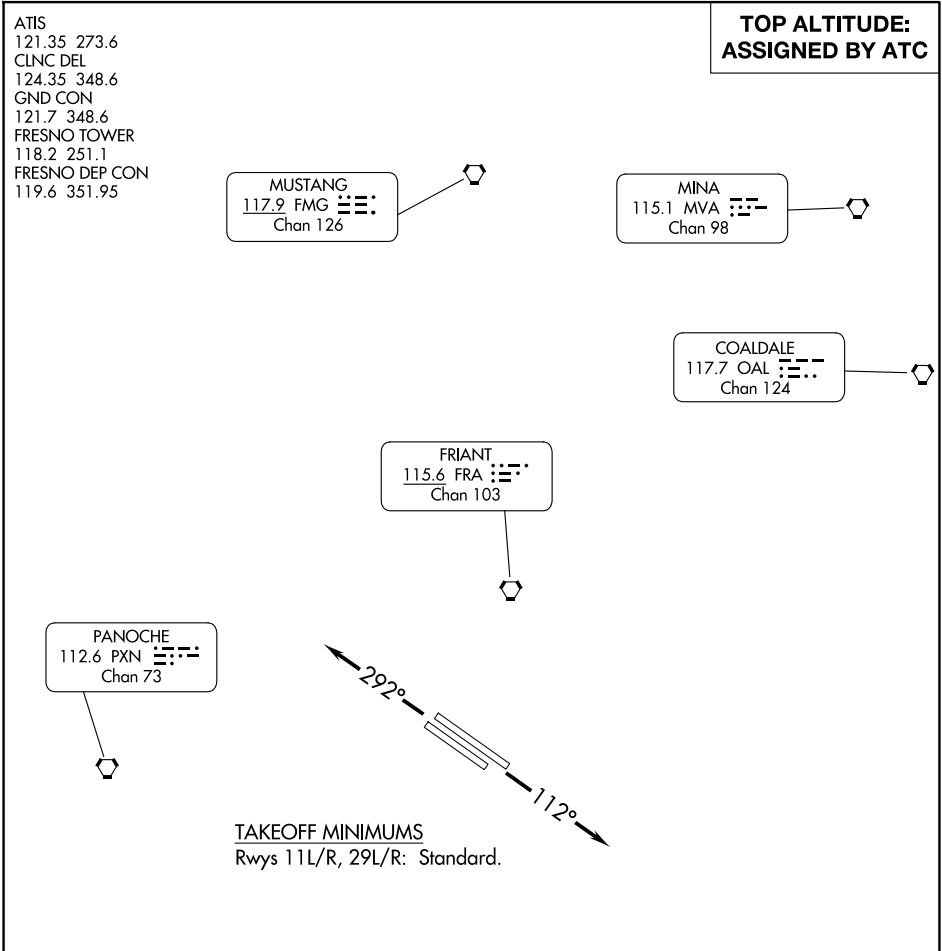 ATIS
121.35 273.6
CLNC DEL
124.35 348.6
GND CON
121.7 348.6
FRESNO TOWER
118.2 251.1
FRESNO DEP CON
119.6 351.95
TOP ALTITUDE:
ASSIGNED BY ATC
MUSTANG
117.9 FMG
Chan 126
MINA
115.1 MVA
Chan 98
COALDALE
117.7 OAL
Chan 124
FRIANT
115.6 FRA
Chan 103
PANOCHE
112.6 PXN
Chan 73
292°
112°
TAKEOFF MINIMUMS
Rwys 11L/R, 29L/R: Standard.